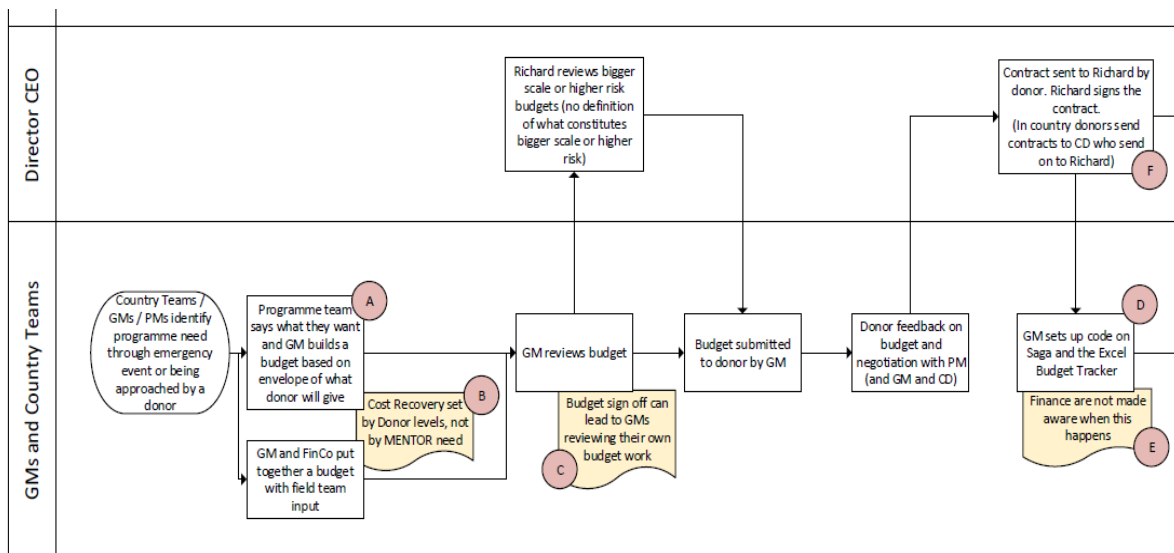 Director CEO
Richard reviews bigger
scale or higher risk
budgets (no definition
of what constitutes
bigger scale or higher
risk)
Contract sent to Richard by
donor. Richard signs the
contract.
(In country donors send
contracts to CD who send
on to Richard)
F
GMs and Country Teams
Country Teams /
GMs / PMs identify
programme need
through emergency
event or being
approached by a
donor
A
Programme team
says what they want
and GM builds a
budget based on
envelope of what
donor will give
B
Cost Recovery set
by Donor levels, not
by MENTOR need
GM and FinCo put
together a budget
with field team
input
GM reviews budget
Budget sign off can
lead to GMs
reviewing their own
budget work
C
Budget submitted
to donor by GM
Donor feedback on
budget and
negotiation with PM
(and GM and CD)
D
GM sets up code on
Saga and the Excel
Budget Tracker
Finance are not made
aware when this
happens
E